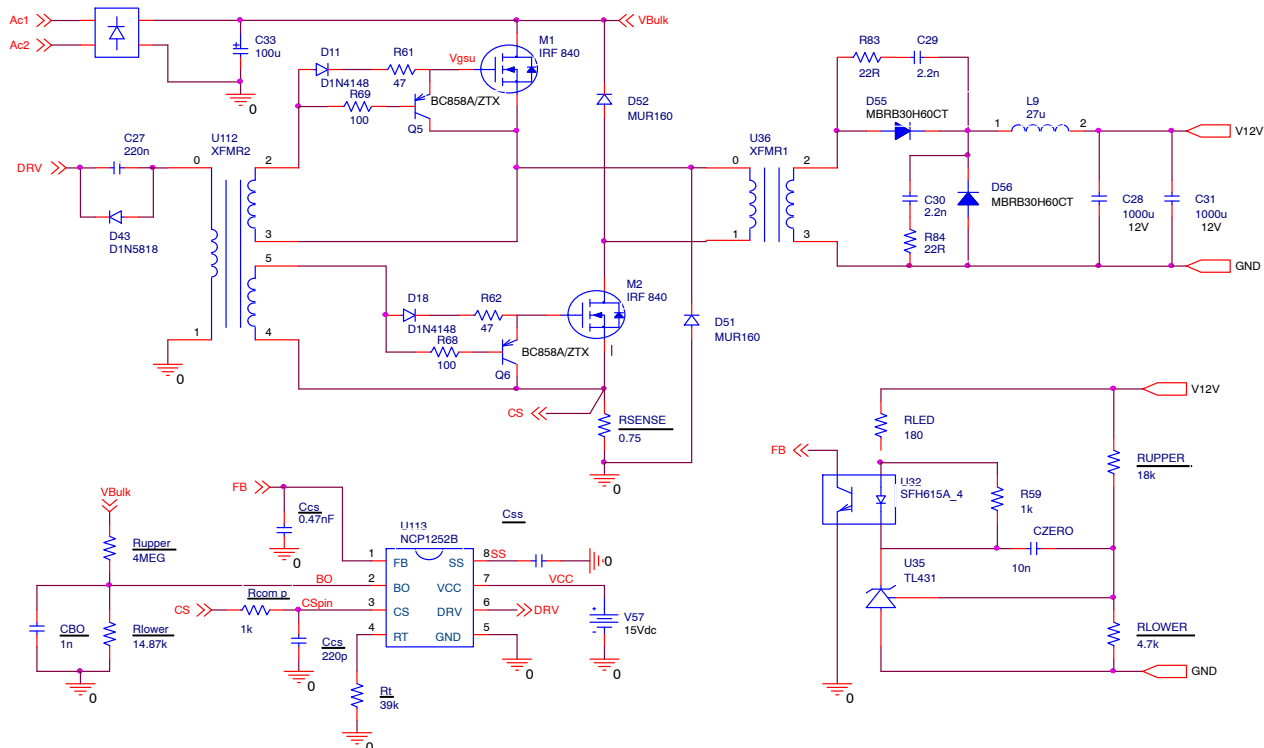 Ac1
Ac2
C33
100u
0
VBulk
D11
D1N4148
R61
47
Vgsu
M1
IRF 840
R69
100
BC858A/ZTX
Q5
D52
MUR160
R83
22R
C29
2.2n
D55
MBRB30H60CT
L9
27u
1
2
V12V
DRV
C27
220n
D43
D1N5818
U112
XFMR2
0
2
3
5
4
1
0
U36
XFMR1
0
2
1
3
C30
2.2n
R84
22R
D56
MBRB30H60CT
C28
1000u
12V
C31
1000u
12V
GND
D18
D1N4148
R62
47
M2
IRF 840
R68
100
BC858A/ZTX
Q6
I
D51
MUR160
CS
RSENSE
0.75
0
V12V
RLED
180
FB
U32
SFH615A_4
R59
1k
RUPPER
18k
CZERO
10n
U35
TL431
RLOWER
4.7k
GND
0
VBulk
Rupper
4MEG
FB
Ccs
0.47nF
0
U113
NCP1252B
Css
1
FB
SS
8
SS
0
2
BO
VCC
7
VCC
BO
3
CS
DRV
6
DRV
4
RT
GND
5
CS
Rcom p
1k
CSpin
Ccs
220p
0
CBO
1n
Rlower
14.87k
0
Rt
39k
0
0
V57
15Vdc
0